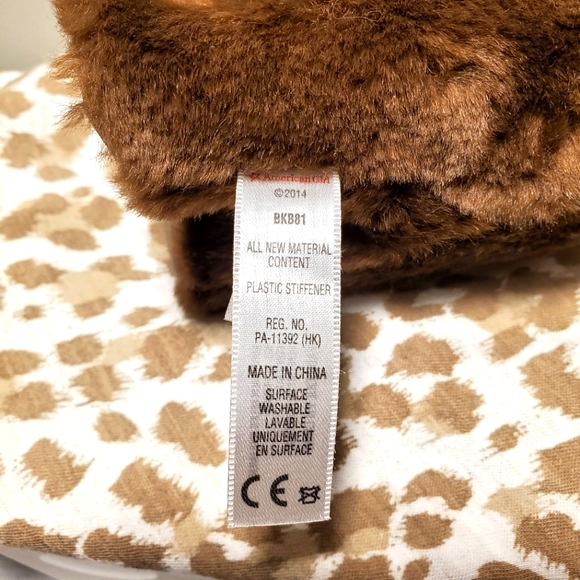 American Girl
©2014
BKB81
ALL NEW MATERIAL
CONTENT
PLASTIC STIFFENER
REG. NO.
PA-11392 (HK)
MADE IN CHINA
SURFACE
WASHABLE
LAVABLE
UNIQUEMENT
EN SURFACE
CE